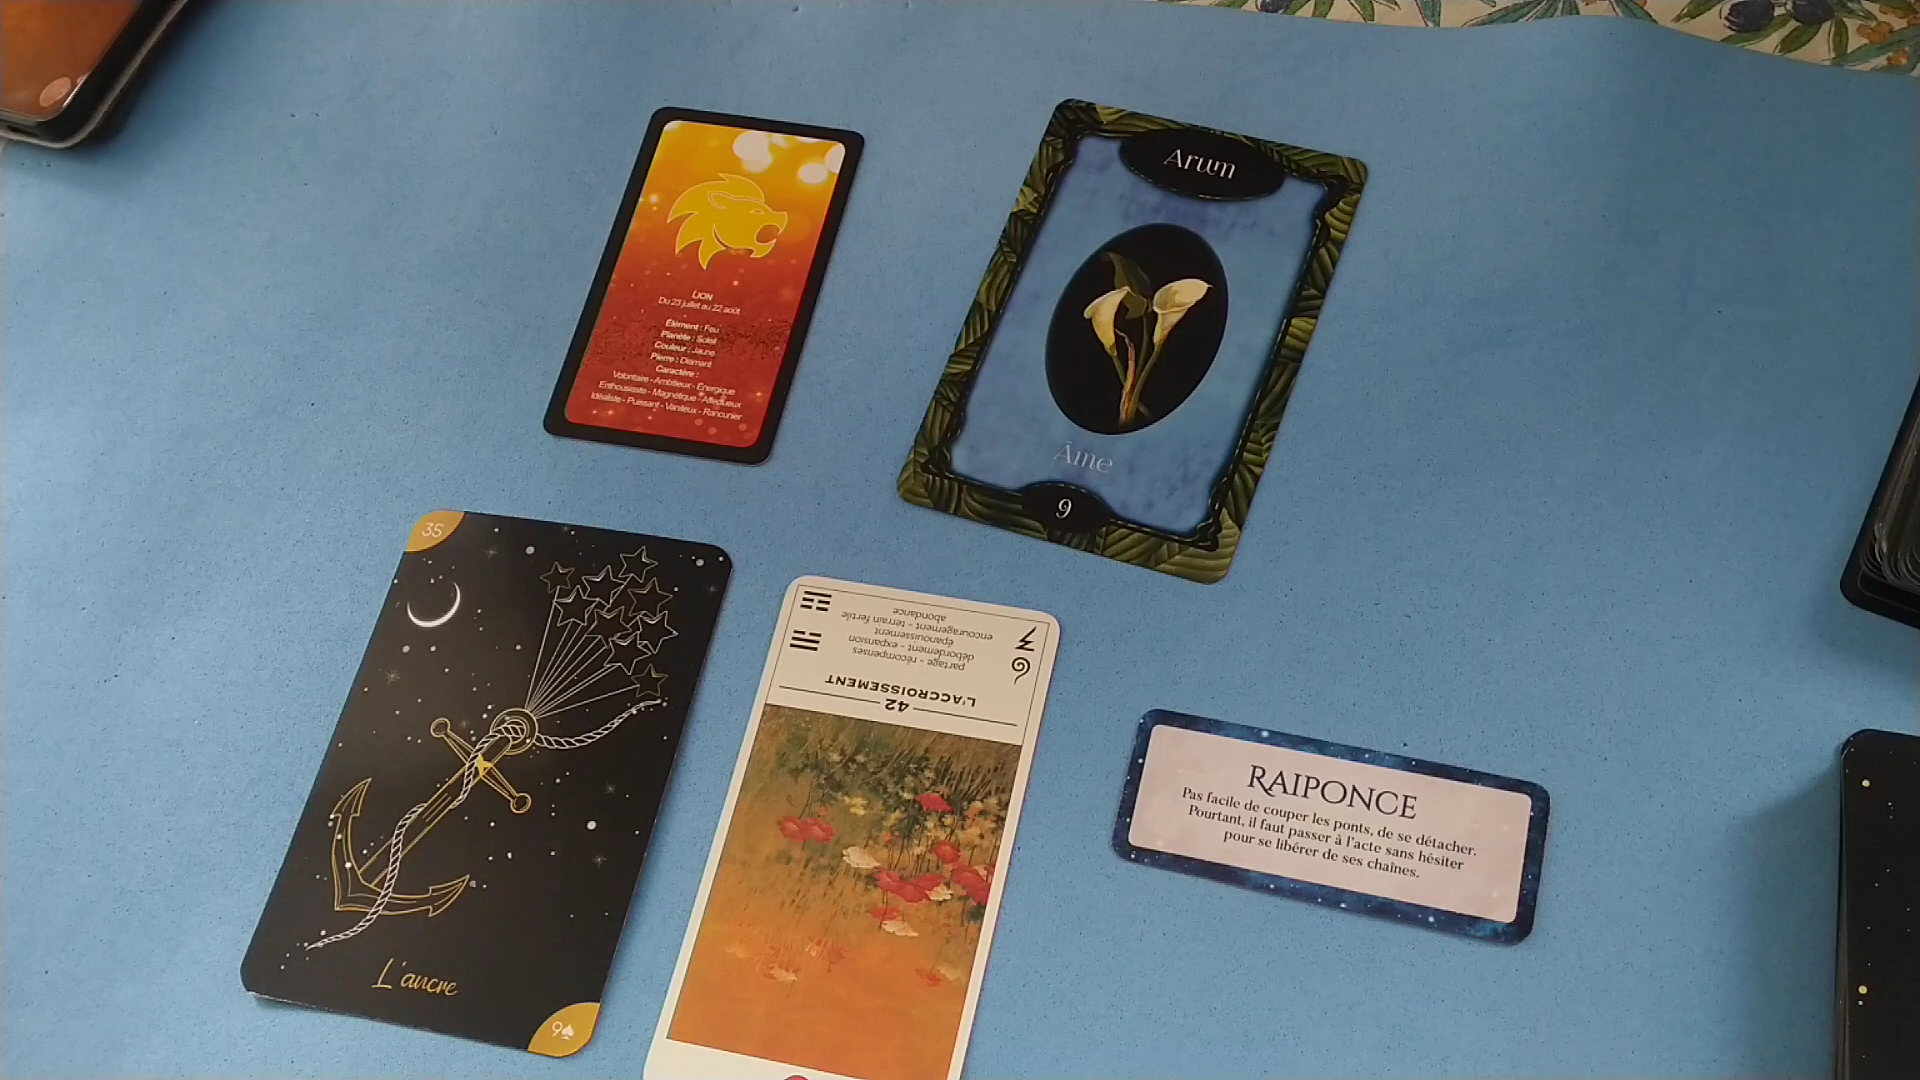 LION
Du 23 juillet au 22 août
Élément : Feu
Planète : Soleil
Couleur : Jaune
Pierre : Diamant
Caractère :
Volontaire - Ambitieux - Énergique
Enthousiaste - Magnétique - Affectueux
Idéaliste - Puissant - Vaniteux - Rancunier
Arum
Âme
9
35
L'ancre
9♠
42
L'ACCROISSEMENT
partage - récompenses
débordement - expansion
épanouissement
encouragement - terrain fertile
abondance
RAIPONCE
Pas facile de couper les ponts, de se détacher.
Pourtant, il faut passer à l'acte sans hésiter
pour se libérer de ses chaînes.